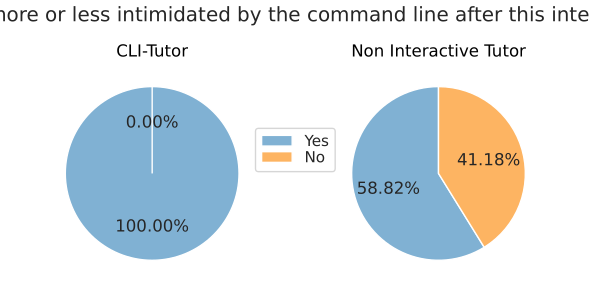 more or less intimidated by the command line after this inte
CLI-Tutor
Non Interactive Tutor
0.00%
100.00%
Yes
No
58.82%
41.18%